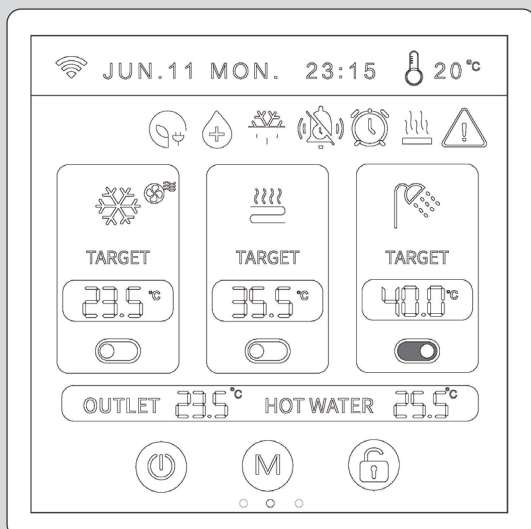 JUN.11 MON. 23:15 20°C
TARGET TARGET TARGET
23.5°C 35.5°C 40.0°C
OUTLET 23.5°C HOT WATER 25.5°C
M